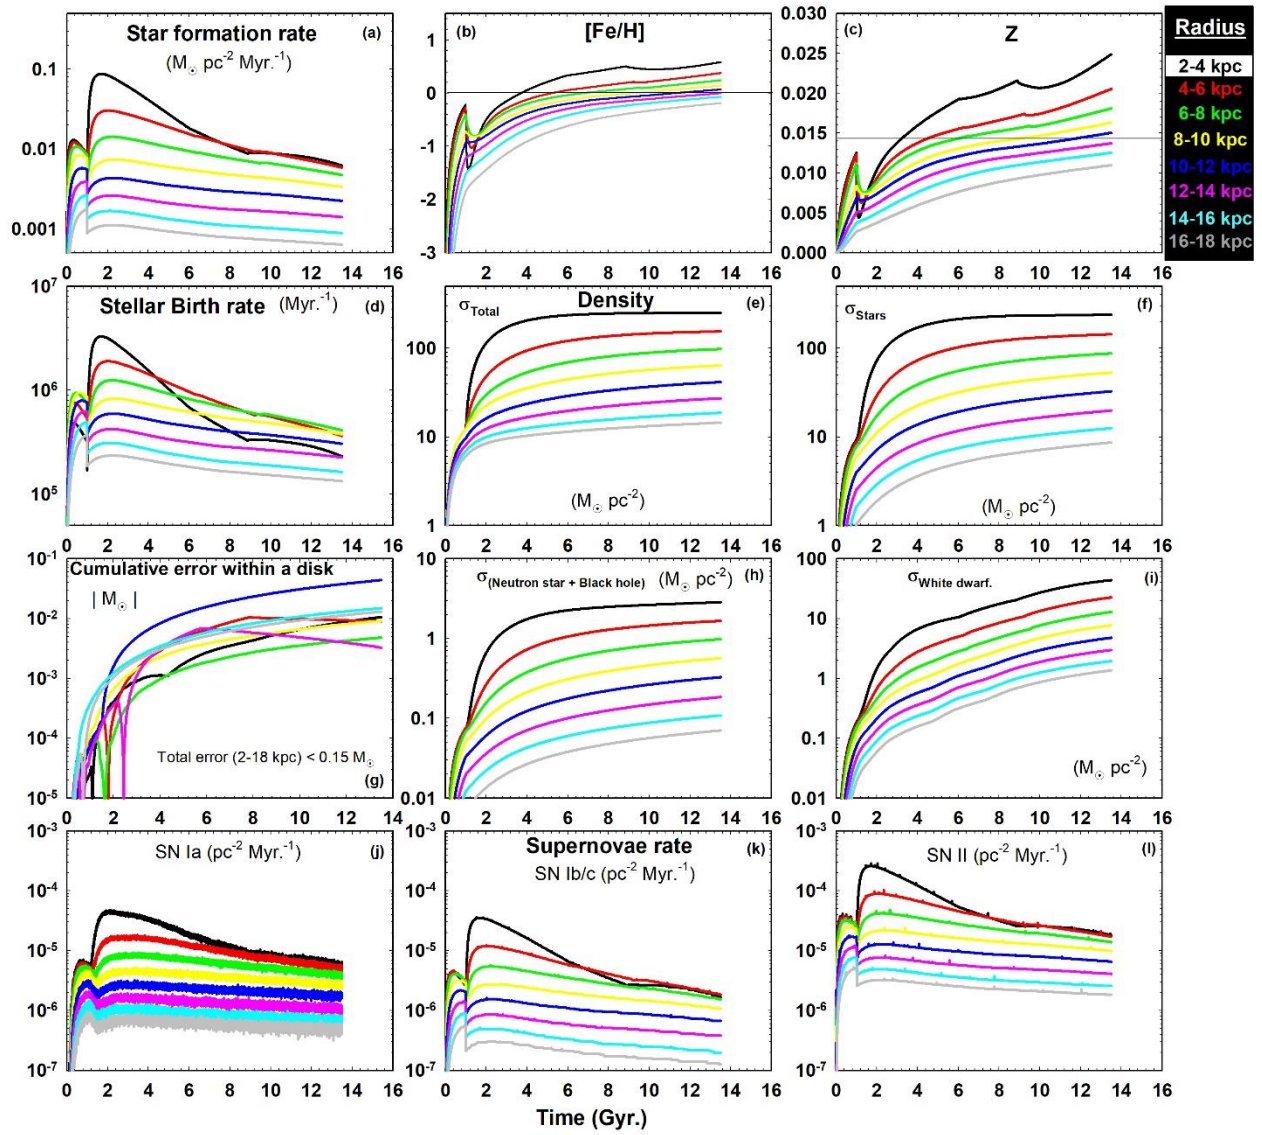 Star formation rate
(a)
(M☉ pc⁻² Myr.⁻¹)
0.1
0.01
0.001
0 2 4 6 8 10 12 14 16
(b)
[Fe/H]
1
0
-1
-2
-3
0 2 4 6 8 10 12 14 16
0.030
0.025
0.020
0.015
0.010
0.005
0.000
(c)
Z
0 2 4 6 8 10 12 14 16
Radius
2-4 kpc
4-6 kpc
6-8 kpc
8-10 kpc
10-12 kpc
12-14 kpc
14-16 kpc
16-18 kpc
10⁷
10⁶
10⁵
Stellar Birth rate (Myr.⁻¹)
(d)
0 2 4 6 8 10 12 14 16
Density
(e)
σTotal
100
10
1
(M☉ pc⁻²)
0 2 4 6 8 10 12 14 16
(f)
σStars
100
10
1
(M☉ pc⁻²)
0 2 4 6 8 10 12 14 16
10⁻¹
10⁻²
10⁻³
10⁻⁴
10⁻⁵
Cumulative error within a disk
| M☉ |
Total error (2-18 kpc) < 0.15 M☉
(g)
0 2 4 6 8 10 12 14
10
1
0.1
0.01
σ(Neutron star + Black hole) (M☉ pc⁻²)
(h)
0 2 4 6 8 10 12 14 16
100
10
1
0.1
0.01
σWhite dwarf.
(i)
(M☉ pc⁻²)
0 2 4 6 8 10 12 14 16
10⁻³
10⁻⁴
10⁻⁵
10⁻⁶
10⁻⁷
SN Ia (pc⁻² Myr.⁻¹)
(j)
0 2 4 6 8 10 12 14 16
10⁻³
10⁻⁴
10⁻⁵
10⁻⁶
10⁻⁷
Supernovae rate
(k)
SN Ib/c (pc⁻² Myr.⁻¹)
0 2 4 6 8 10 12 14 16
10⁻³
10⁻⁴
10⁻⁵
10⁻⁶
10⁻⁷
SN II (pc⁻² Myr.⁻¹)
(l)
0 2 4 6 8 10 12 14 16
Time (Gyr.)